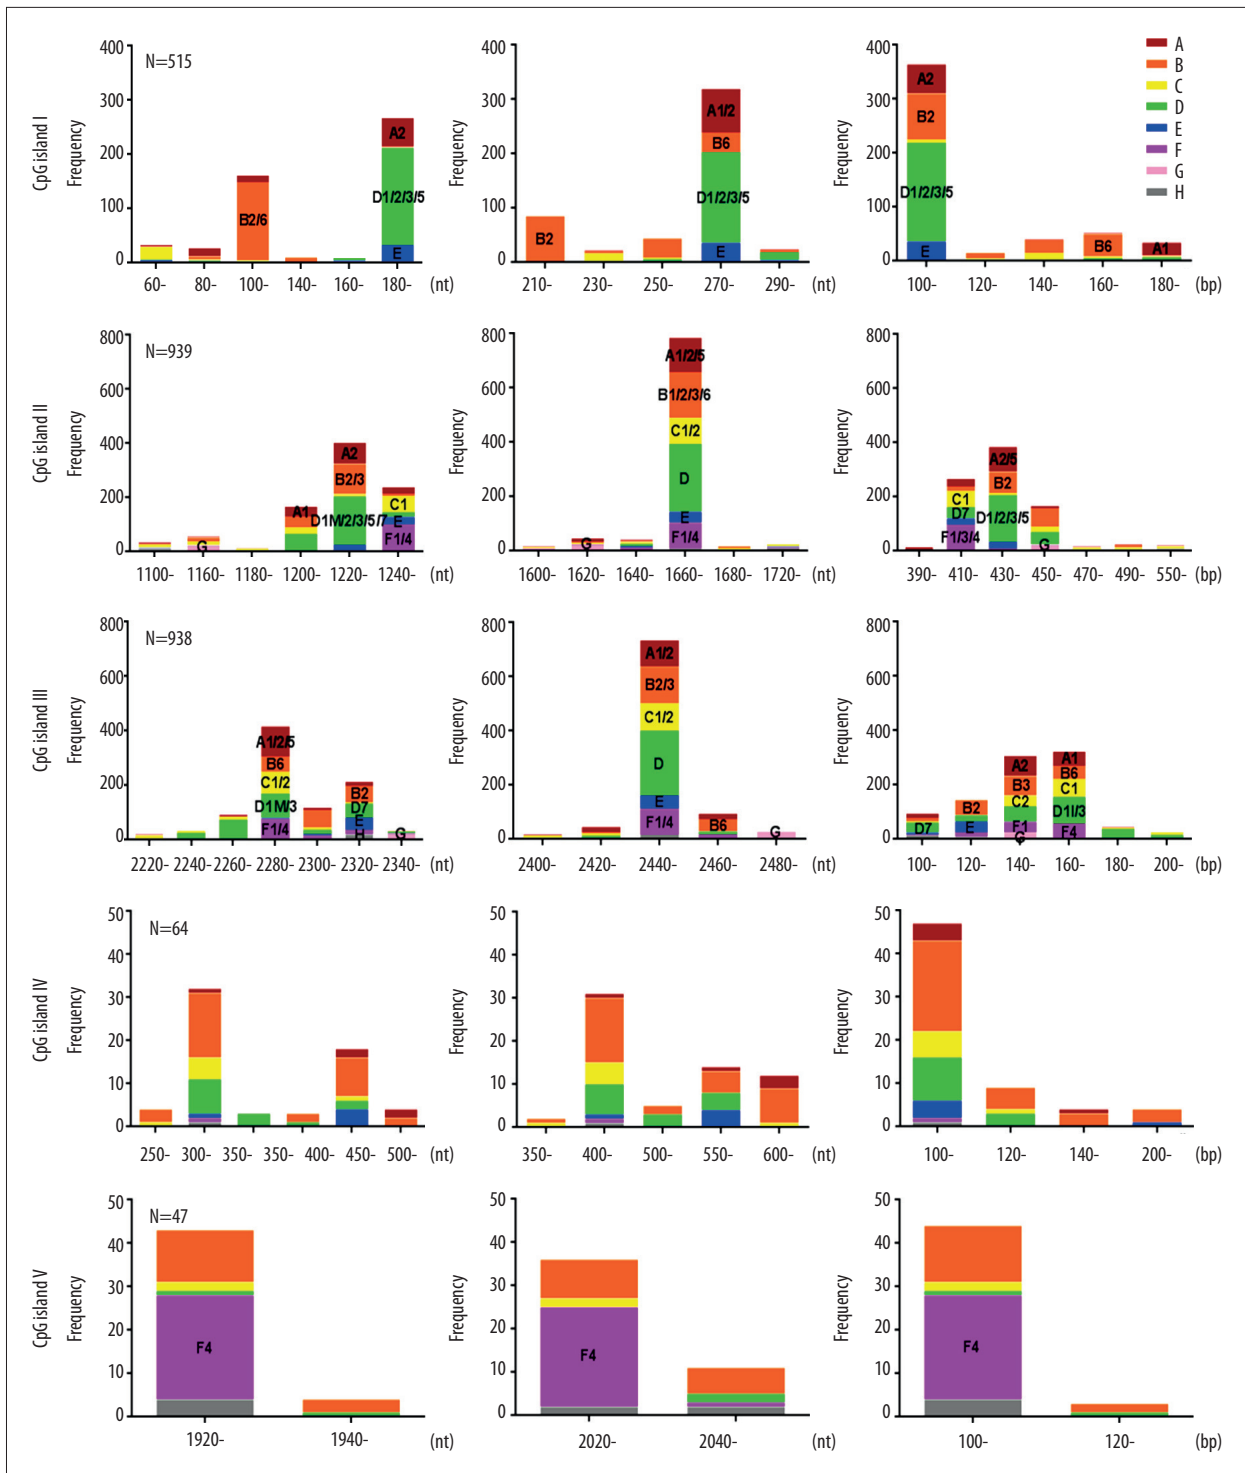 CpG island I
Frequency
400
300
200
100
0
N=515
B2/6
A2
D1/2/3/5
E
60- 80- 100- 140- 160- 180- (nt)
Frequency
400
300
200
100
0
B2
A1/2
B6
D1/2/3/5
E
210- 230- 250- 270- 290- (nt)
Frequency
400
300
200
100
0
A2
B2
D1/2/3/5
E
B6
A1
100- 120- 140- 160- 180- (bp)
A
B
C
D
E
F
G
H
CpG island II
Frequency
800
600
400
200
0
N=939
G
A1
A2
B2/3
D1M/2/3/5/7
C1
E
F1/4
1100- 1160- 1180- 1200- 1220- 1240- (nt)
Frequency
800
600
400
200
0
G
A1/2/5
B1/2/3/6
C1/2
D
E
F1/4
1600- 1620- 1640- 1660- 1680- 1720- (nt)
Frequency
800
600
400
200
0
C1
D7
F1/3/4
A2/5
B2
D1/2/3/5
G
390- 410- 430- 450- 470- 490- 550- (bp)
CpG island III
Frequency
800
600
400
200
0
N=938
A1/2/5
B6
C1/2
D1M/3
F1/4
B2
D7
E
H
G
2220- 2240- 2260- 2280- 2300- 2320- 2340- (nt)
Frequency
800
600
400
200
0
A1/2
B2/3
C1/2
D
E
F1/4
B6
G
2400- 2420- 2440- 2460- 2480- (nt)
Frequency
800
600
400
200
0
D7
B2
E
A2
B3
C2
F1
G
A1
B6
C1
D1I/3
F4
100- 120- 140- 160- 180- 200- (bp)
CpG island IV
Frequency
50
40
30
20
10
0
N=64
250- 300- 350- 350- 400- 450- 500- (nt)
Frequency
50
40
30
20
10
0
350- 400- 500- 550- 600- (nt)
Frequency
50
40
30
20
10
0
100- 120- 140- 200- (bp)
CpG island V
Frequency
50
40
30
20
10
0
N=47
F4
1920- 1940- (nt)
Frequency
50
40
30
20
10
0
F4
2020- 2040- (nt)
Frequency
50
40
30
20
10
0
F4
100- 120- (bp)